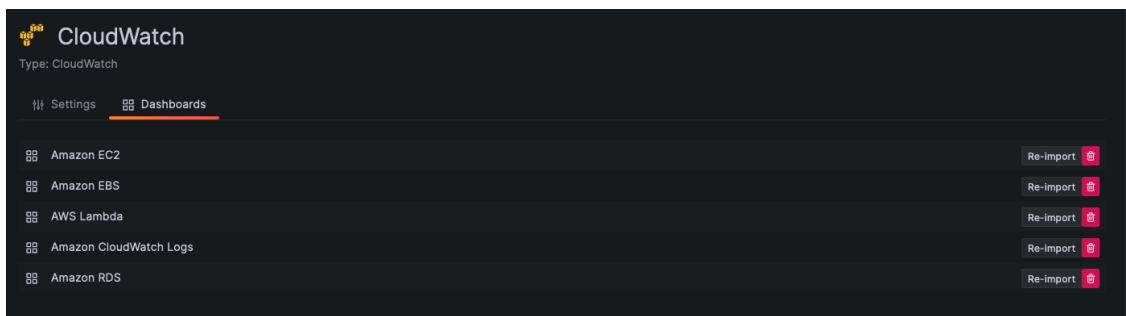 CloudWatch
Type: CloudWatch
Settings Dashboards
Amazon EC2 Re-import
Amazon EBS Re-import
AWS Lambda Re-import
Amazon CloudWatch Logs Re-import
Amazon RDS Re-import